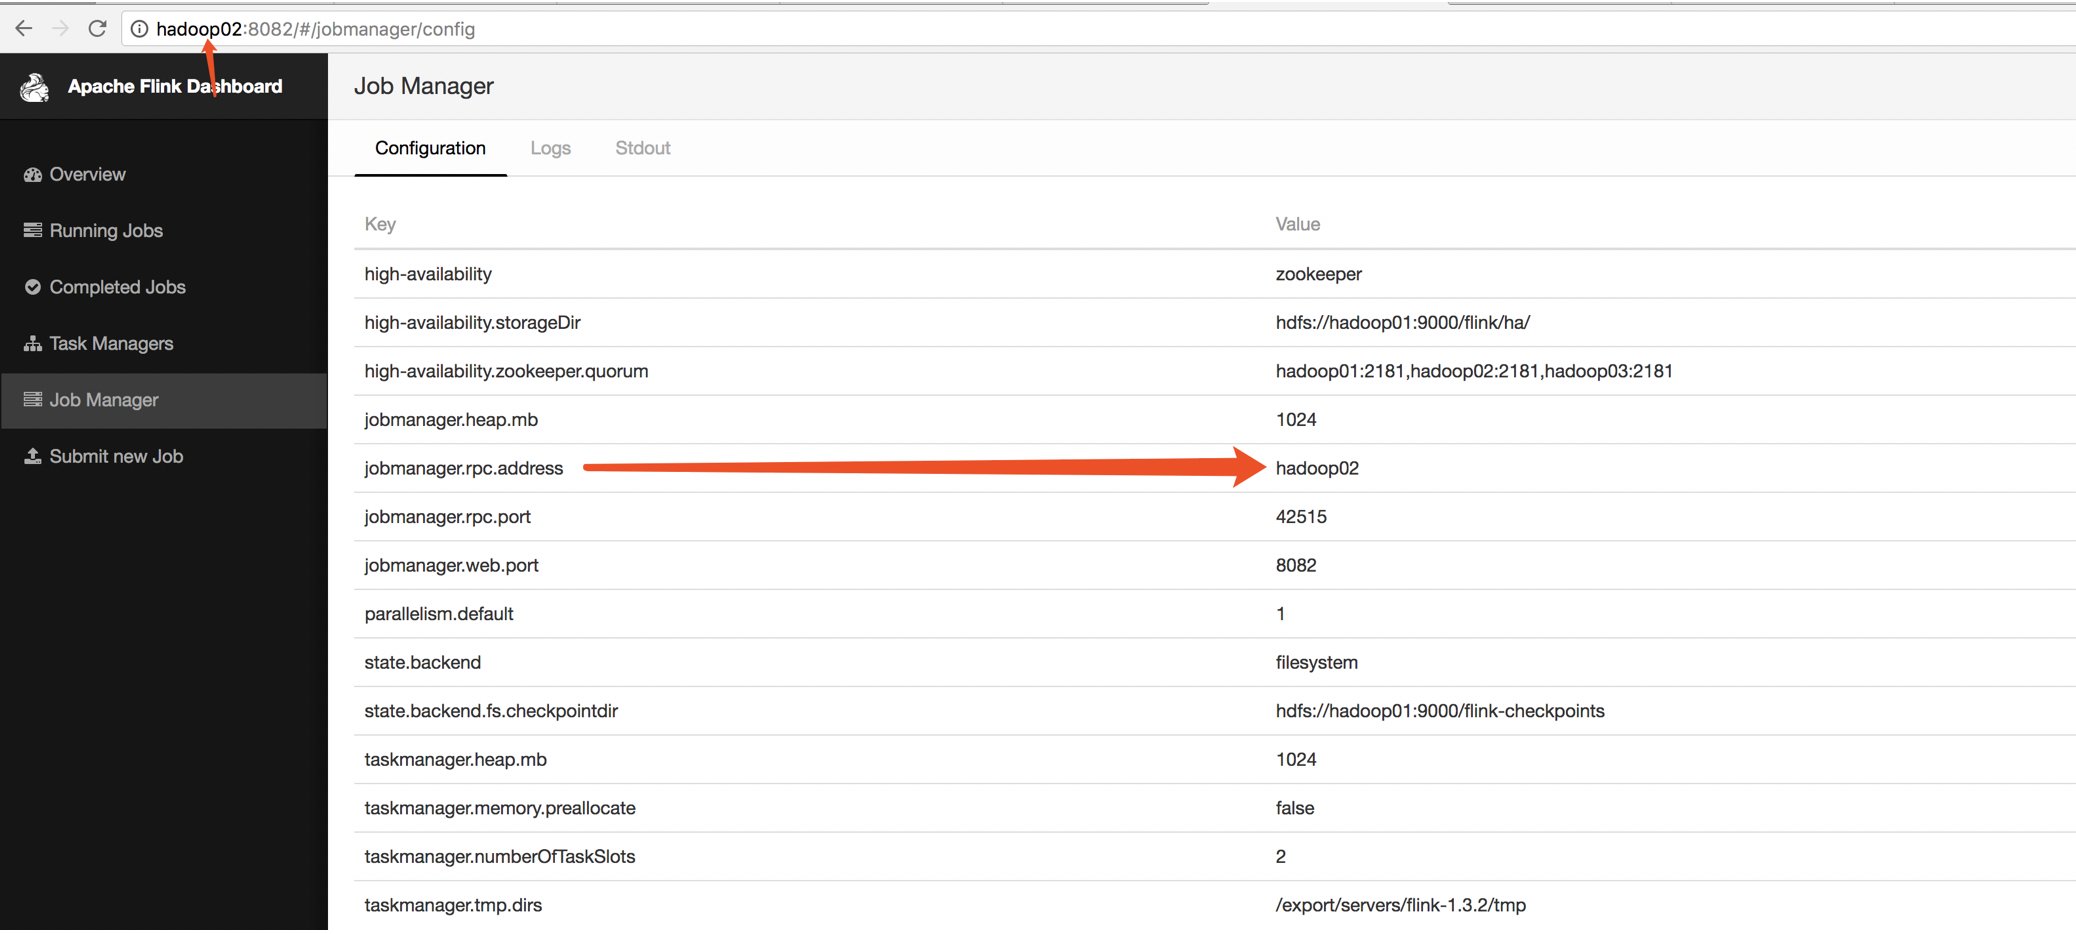 hadoop02:8082/#/jobmanager/config
Apache Flink Dashboard
Job Manager
Configuration Logs Stdout
Overview
Running Jobs
Completed Jobs
Task Managers
Job Manager
Submit new Job
Key Value
high-availability zookeeper
high-availability.storageDir hdfs://hadoop01:9000/flink/ha/
high-availability.zookeeper.quorum hadoop01:2181,hadoop02:2181,hadoop03:2181
jobmanager.heap.mb 1024
jobmanager.rpc.address hadoop02
jobmanager.rpc.port 42515
jobmanager.web.port 8082
parallelism.default 1
state.backend filesystem
state.backend.fs.checkpointdir hdfs://hadoop01:9000/flink-checkpoints
taskmanager.heap.mb 1024
taskmanager.memory.preallocate false
taskmanager.numberOfTaskSlots 2
taskmanager.tmp.dirs /export/servers/flink-1.3.2/tmp